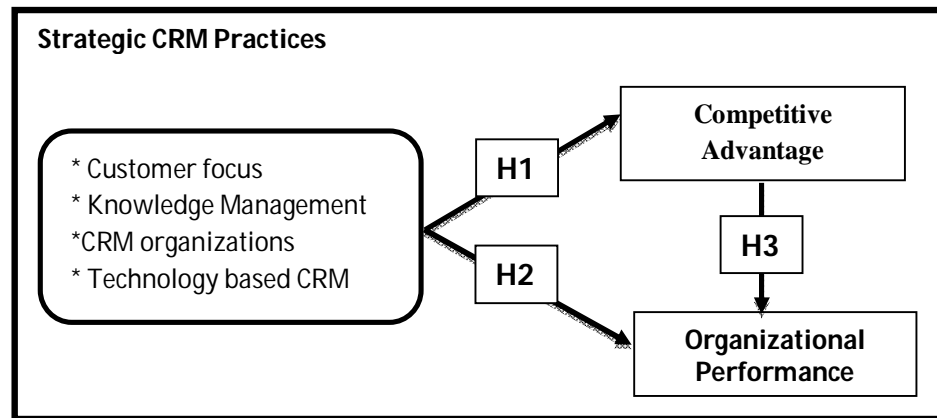 Strategic CRM Practices
* Customer focus
* Knowledge Management
*CRM organizations
* Technology based CRM
H1
H2
Competitive
Advantage
H3
Organizational
Performance